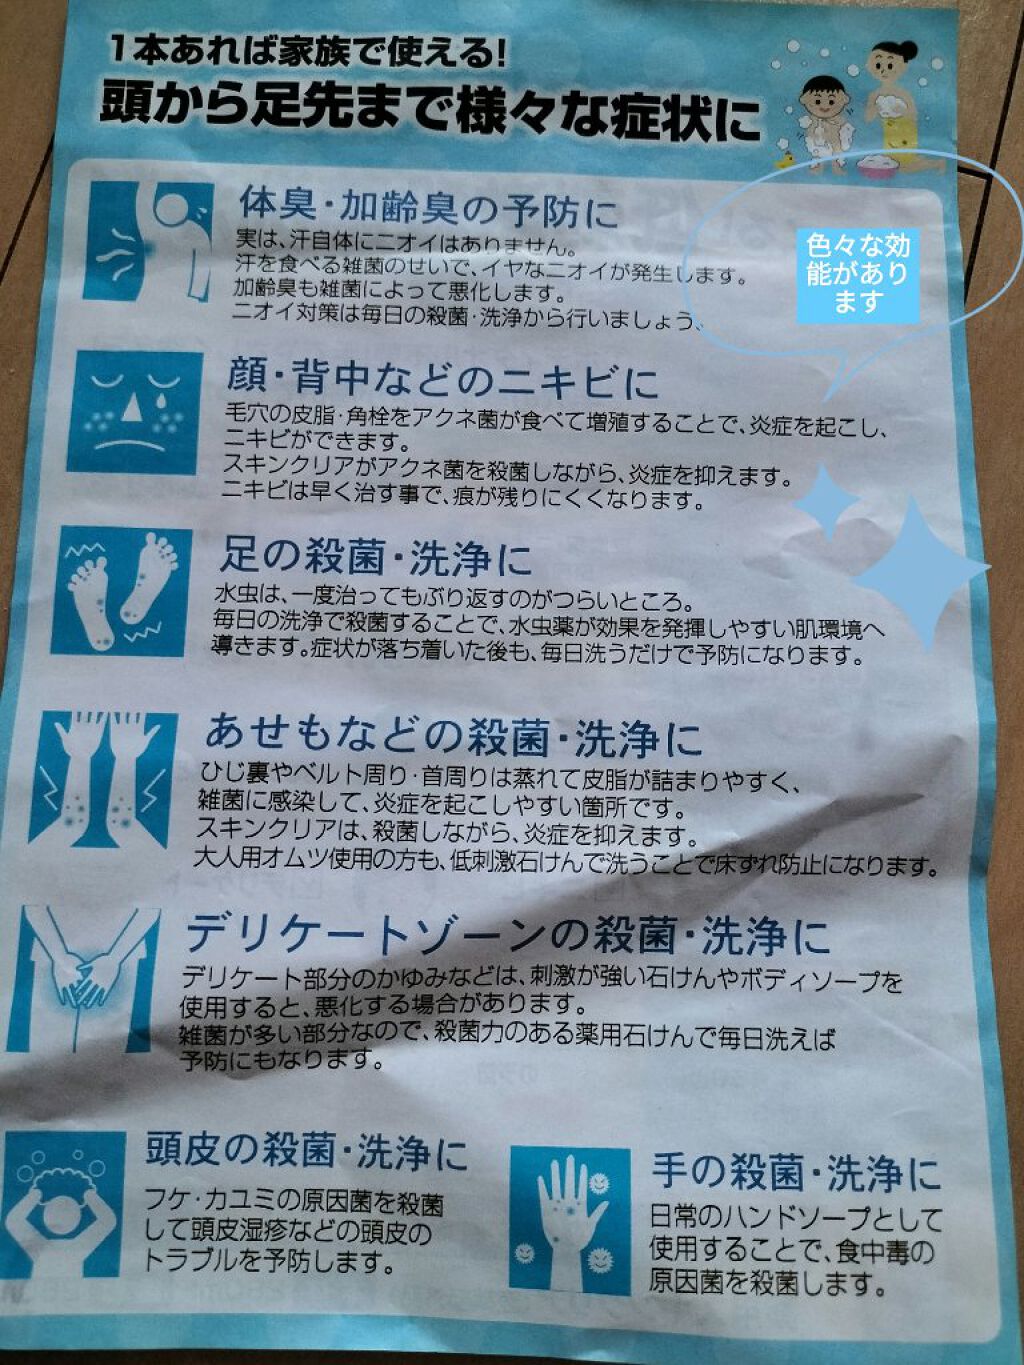 1本あれば家族で使える!
頭から足先まで様々な症状に
色々な効
能があり
ます
体臭・加齢臭の予防に
実は、汗自体にニオイはありません。
汗を食べる雑菌のせいで、イヤなニオイが発生します。
加齢臭も雑菌によって悪化します。
ニオイ対策は毎日の殺菌・洗浄から行いましょう。
顔・背中などのニキビに
毛穴の皮脂・角栓をアクネ菌が食べて増殖することで、炎症を起こし、
ニキビができます。
スキンクリアがアクネ菌を殺菌しながら、炎症を抑えます。
ニキビは早く治す事で、痕が残りにくくなります。
足の殺菌・洗浄に
水虫は、一度治ってもぶり返すのがつらいところ。
毎日の洗浄で殺菌することで、水虫薬が効果を発揮しやすい肌環境へ
導きます。症状が落ち着いた後も、毎日洗うだけで予防になります。
あせもなどの殺菌・洗浄に
ひじ裏やベルト周り・首周りは蒸れて皮脂が詰まりやすく、
雑菌に感染して、炎症を起こしやすい箇所です。
スキンクリアは、殺菌しながら、炎症を抑えます。
大人用オムツ使用の方も、低刺激石けんで洗うことで床ずれ防止になります。
デリケートゾーンの殺菌・洗浄に
デリケート部分のかゆみなどは、刺激が強い石けんやボディソープを
使用すると、悪化する場合があります。
雑菌が多い部分なので、殺菌力のある薬用石けんで毎日洗えば
予防にもなります。
頭皮の殺菌・洗浄に
フケ・カユミの原因菌を殺菌
して頭皮湿疹などの頭皮の
トラブルを予防します。
手の殺菌・洗浄に
日常のハンドソープとして
使用することで、食中毒の
原因菌を殺菌します。